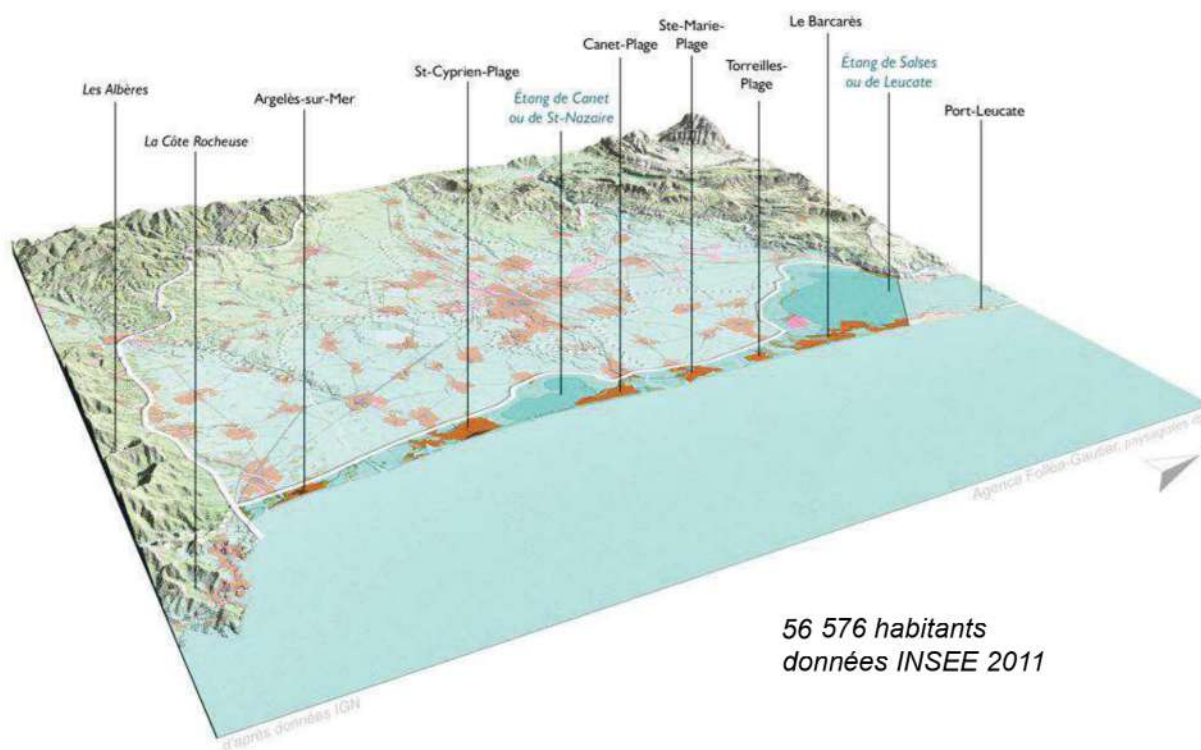 Les Albères
La Côte Rocheuse
Argelès-sur-Mer
St-Cyprien-Plage
Étang de Canet
ou de St-Nazaire
Canet-Plage
Ste-Marie-
Plage
Torreilles-
Plage
Le Barcarès
Étang de Salses
ou de Leucate
Port-Leucate
Agence Folléa-Gautier, paysagistes
56 576 habitants
données INSEE 2011
d'après données IGN